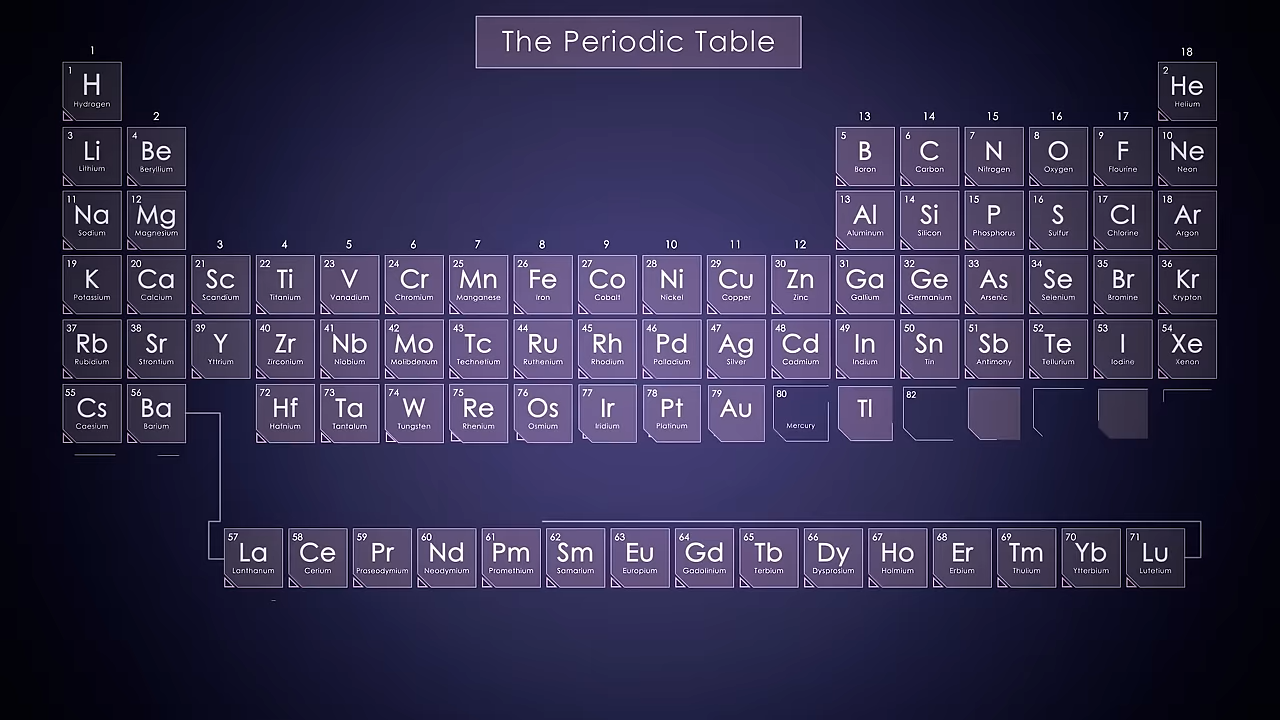 The Periodic Table
1 18
1 H Hydrogen 2 He Helium
2 13 14 15 16 17
3 Li Lithium 4 Be Beryllium 5 B Boron 6 C Carbon 7 N Nitrogen 8 O Oxygen 9 F Flourine 10 Ne Neon
11 Na Sodium 12 Mg Magnesium 13 Al Aluminum 14 Si Silicon 15 P Phosphorus 16 S Sulfur 17 Cl Chlorine 18 Ar Argon
3 4 5 6 7 8 9 10 11 12
19 K Potassium 20 Ca Calcium 21 Sc Scandium 22 Ti Titanium 23 V Vanadium 24 Cr Chromium 25 Mn Manganese 26 Fe Iron 27 Co Cobalt 28 Ni Nickel 29 Cu Copper 30 Zn Zinc 31 Ga Gallium 32 Ge Germanium 33 As Arsenic 34 Se Selenium 35 Br Bromine 36 Kr Krypton
37 Rb Rubidium 38 Sr Strontium 39 Y Yttrium 40 Zr Zirconium 41 Nb Niobium 42 Mo Molibdenum 43 Tc Technetium 44 Ru Ruthenium 45 Rh Rhodium 46 Pd Palladium 47 Ag Silver 48 Cd Cadmium 49 In Indium 50 Sn Tin 51 Sb Antimony 52 Te Tellurium 53 I Iodine 54 Xe Xenon
55 Cs Caesium 56 Ba Barium 72 Hf Hafnium 73 Ta Tantalum 74 W Tungsten 75 Re Rhenium 76 Os Osmium 77 Ir Iridium 78 Pt Platinum 79 Au 80 Mercury Tl 82
57 La Lanthanum 58 Ce Cerium 59 Pr Praseodymium 60 Nd Neodymium 61 Pm Promethium 62 Sm Samarium 63 Eu Europium 64 Gd Gadolinium 65 Tb Terbium 66 Dy Dysprosium 67 Ho Holmium 68 Er Erbium 69 Tm Thulium 70 Yb Ytterbium 71 Lu Lutetium